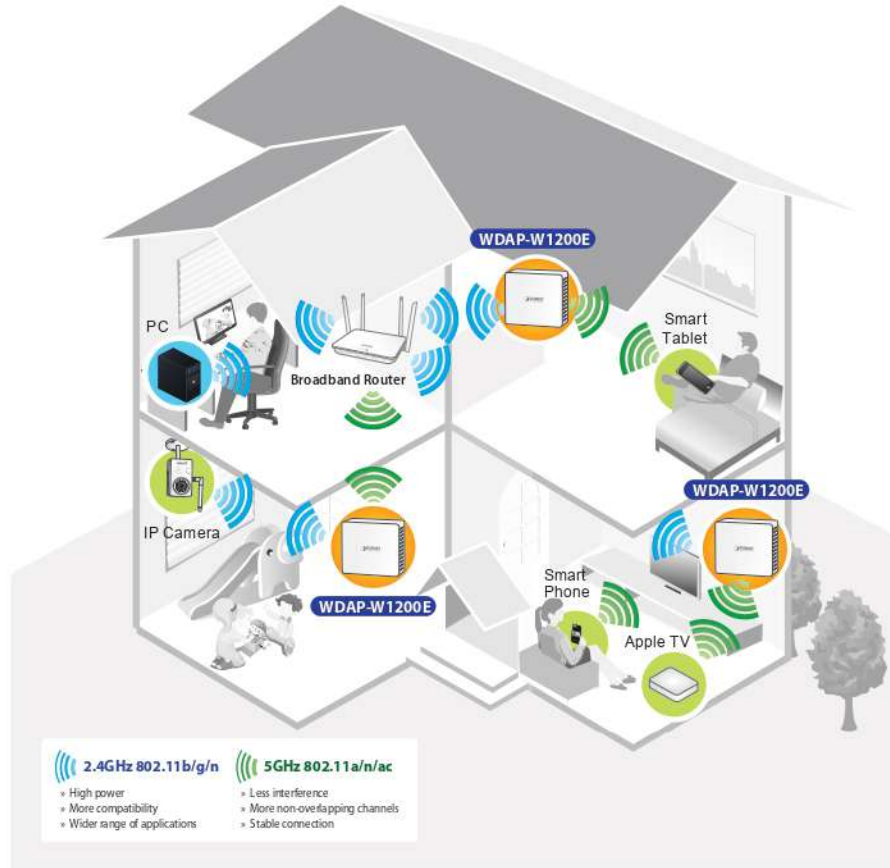 WDAP-W1200E
PC
Smart
Tablet
Broadband Router
WDAP-W1200E
IP Camera
Smart
Phone
WDAP-W1200E
Apple TV
2.4GHz 802.11b/g/n
» High power
» More compatibility
» Wider range of applications
5GHz 802.11a/n/ac
» Less interference
» More non-overlapping channels
» Stable connection